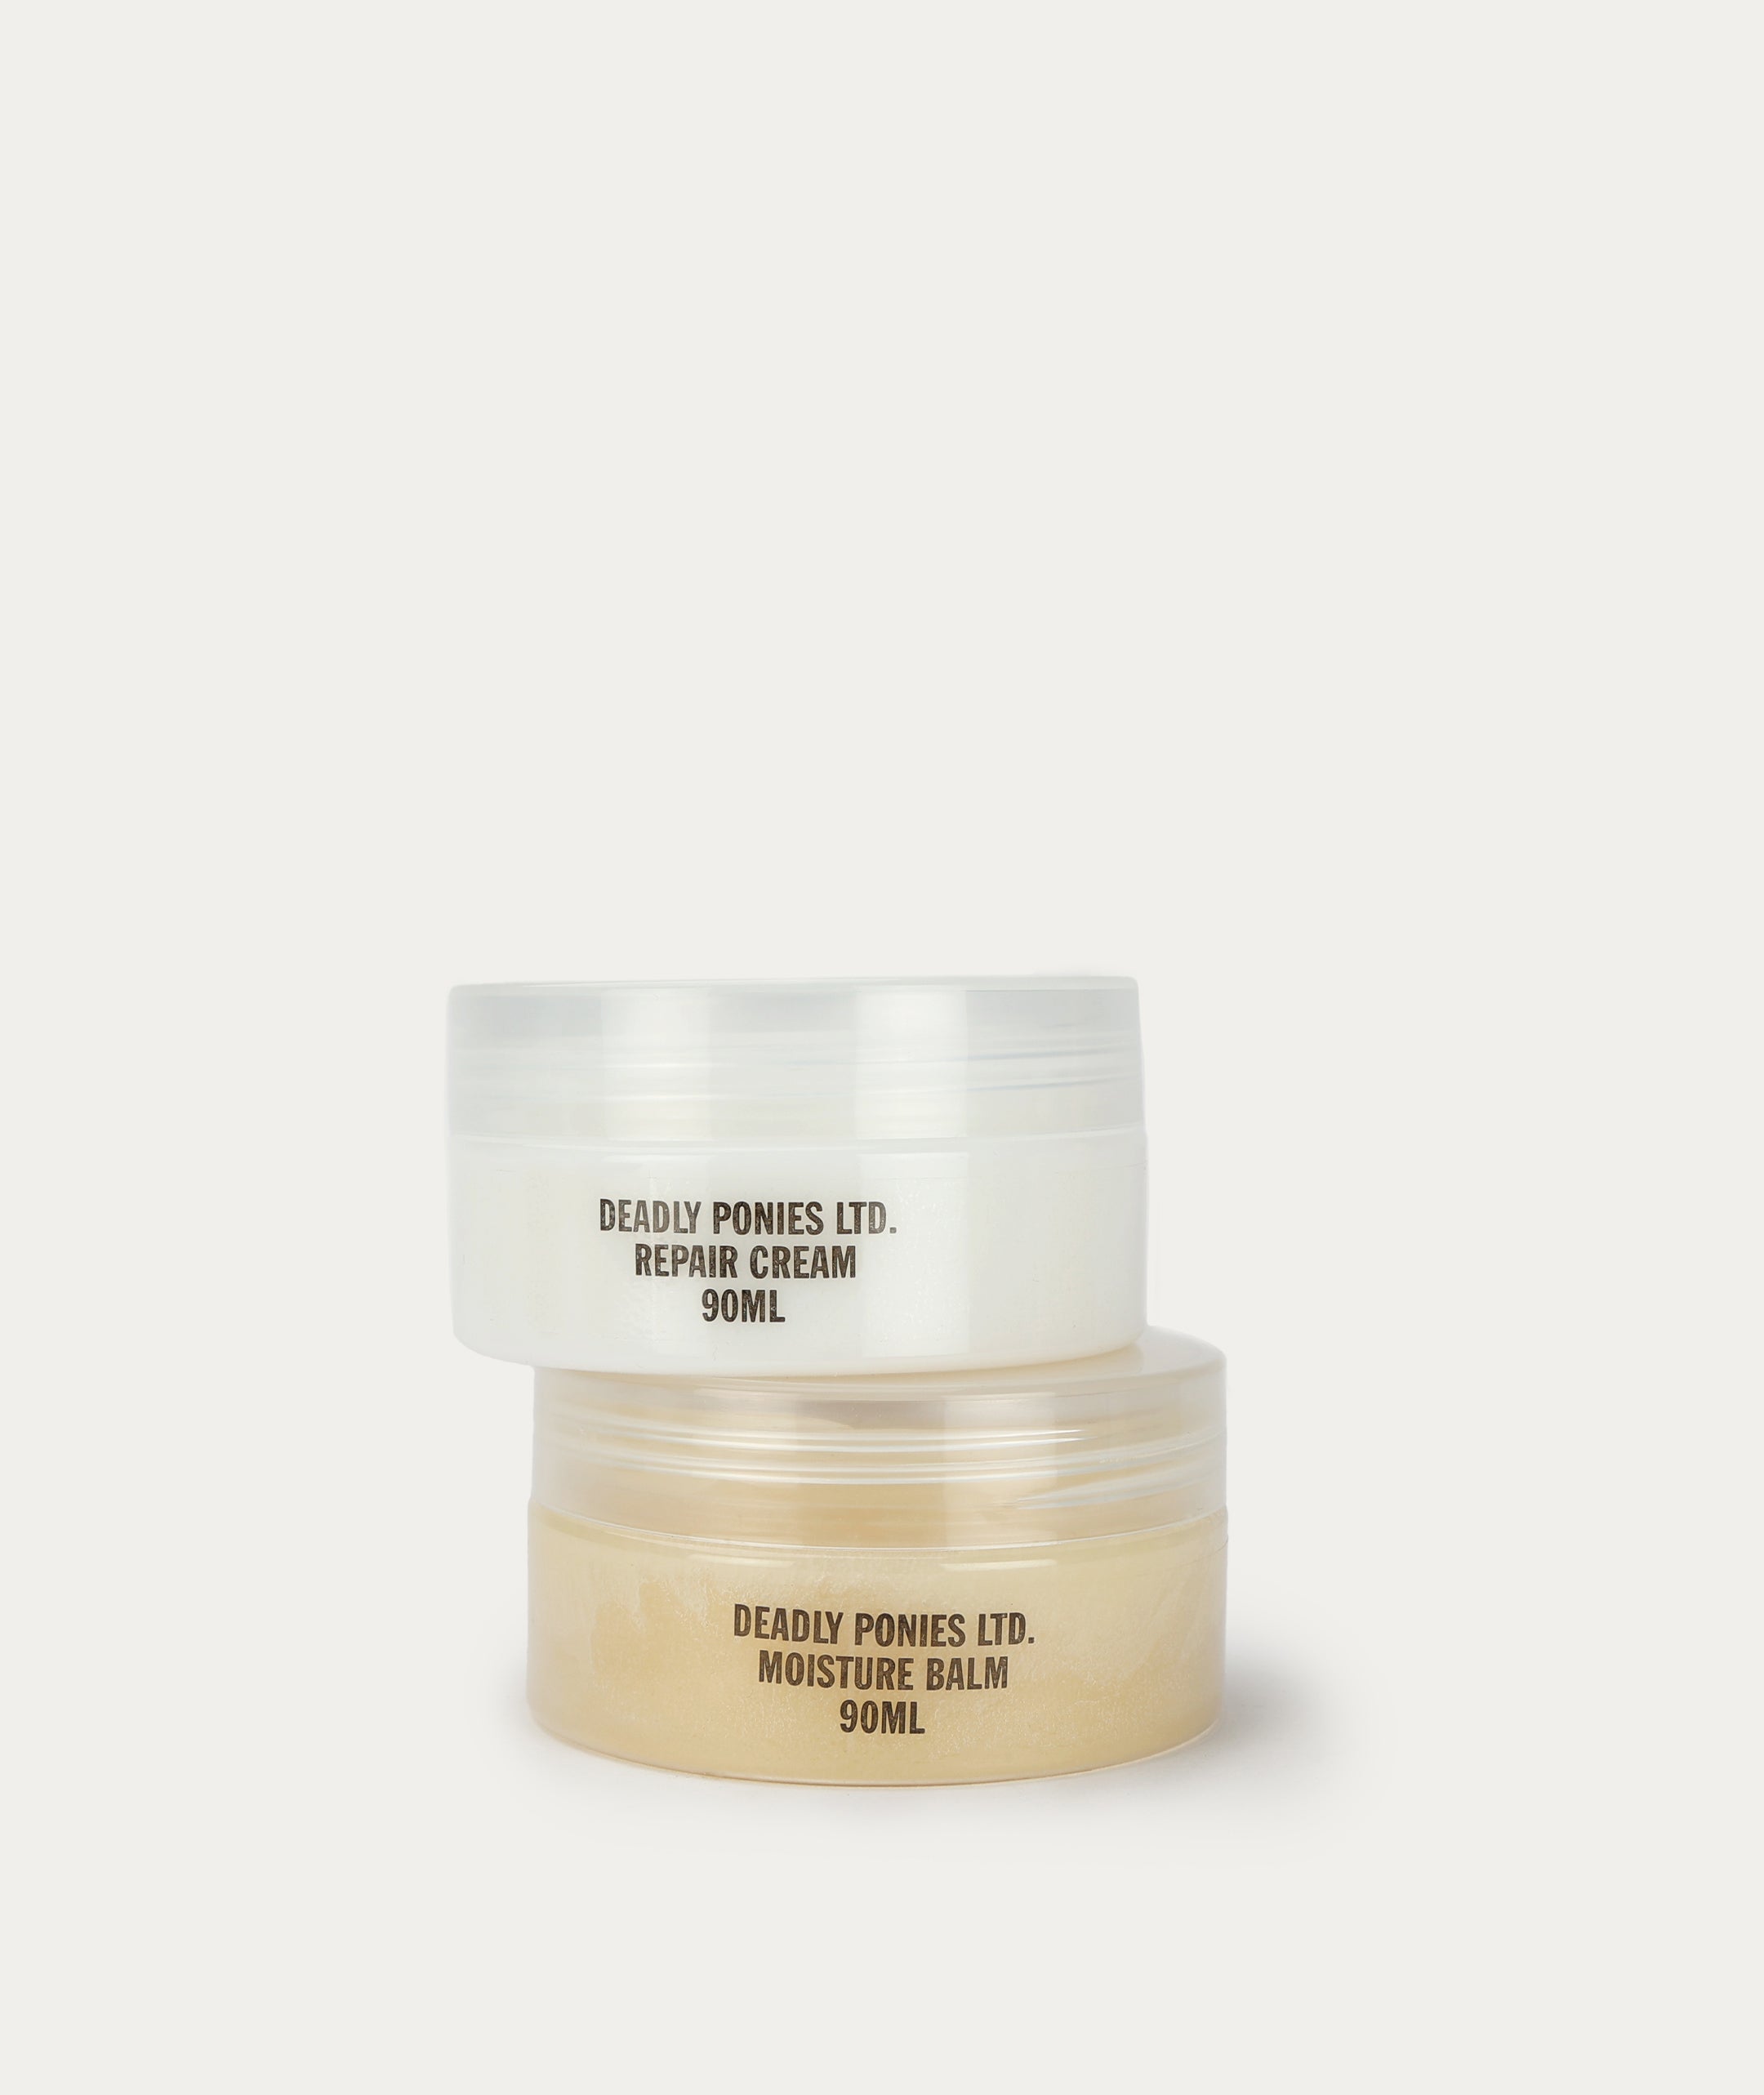 DEADLY PONIES LTD.
REPAIR CREAM
90ML
DEADLY PONIES LTD.
MOISTURE BALM
90ML